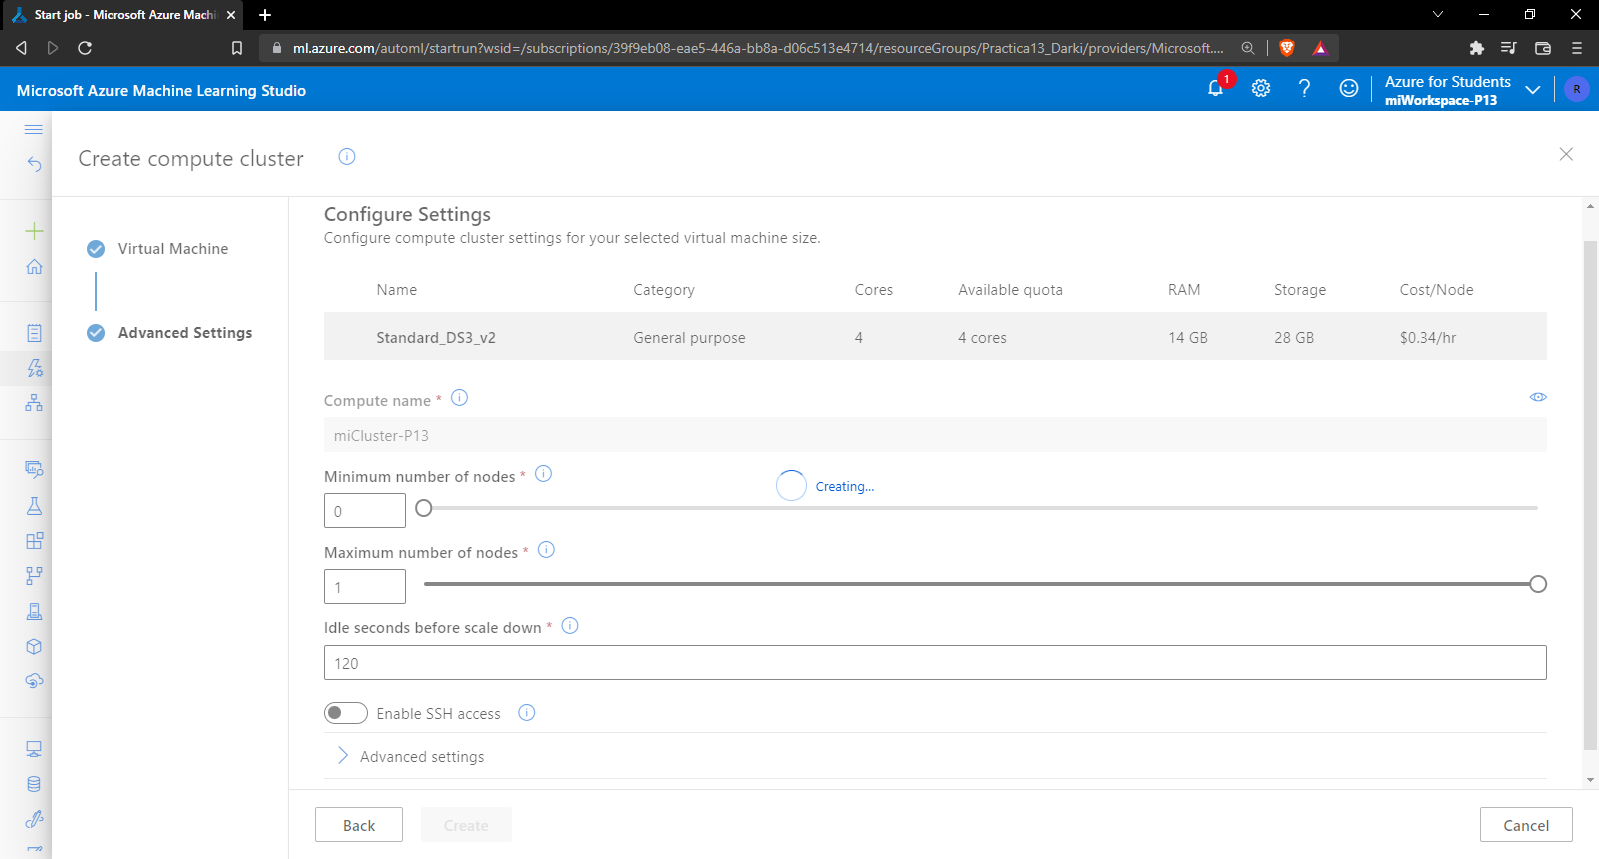 Start job - Microsoft Azure Machi
ml.azure.com/automl/startrun?wsid=/subscriptions/39f9eb08-eae5-446a-bb8a-d06c513e4714/resourceGroups/Practica13_Darki/providers/Microsoft....
Microsoft Azure Machine Learning Studio
1
Azure for Students
miWorkspace-P13
R
Create compute cluster
Virtual Machine
Advanced Settings
Configure Settings
Configure compute cluster settings for your selected virtual machine size.
Name Category Cores Available quota RAM Storage Cost/Node
Standard_DS3_v2 General purpose 4 4 cores 14 GB 28 GB $0.34/hr
Compute name *
miCluster-P13
Minimum number of nodes *
0
Creating...
Maximum number of nodes *
1
Idle seconds before scale down *
120
Enable SSH access
Advanced settings
Back Create Cancel